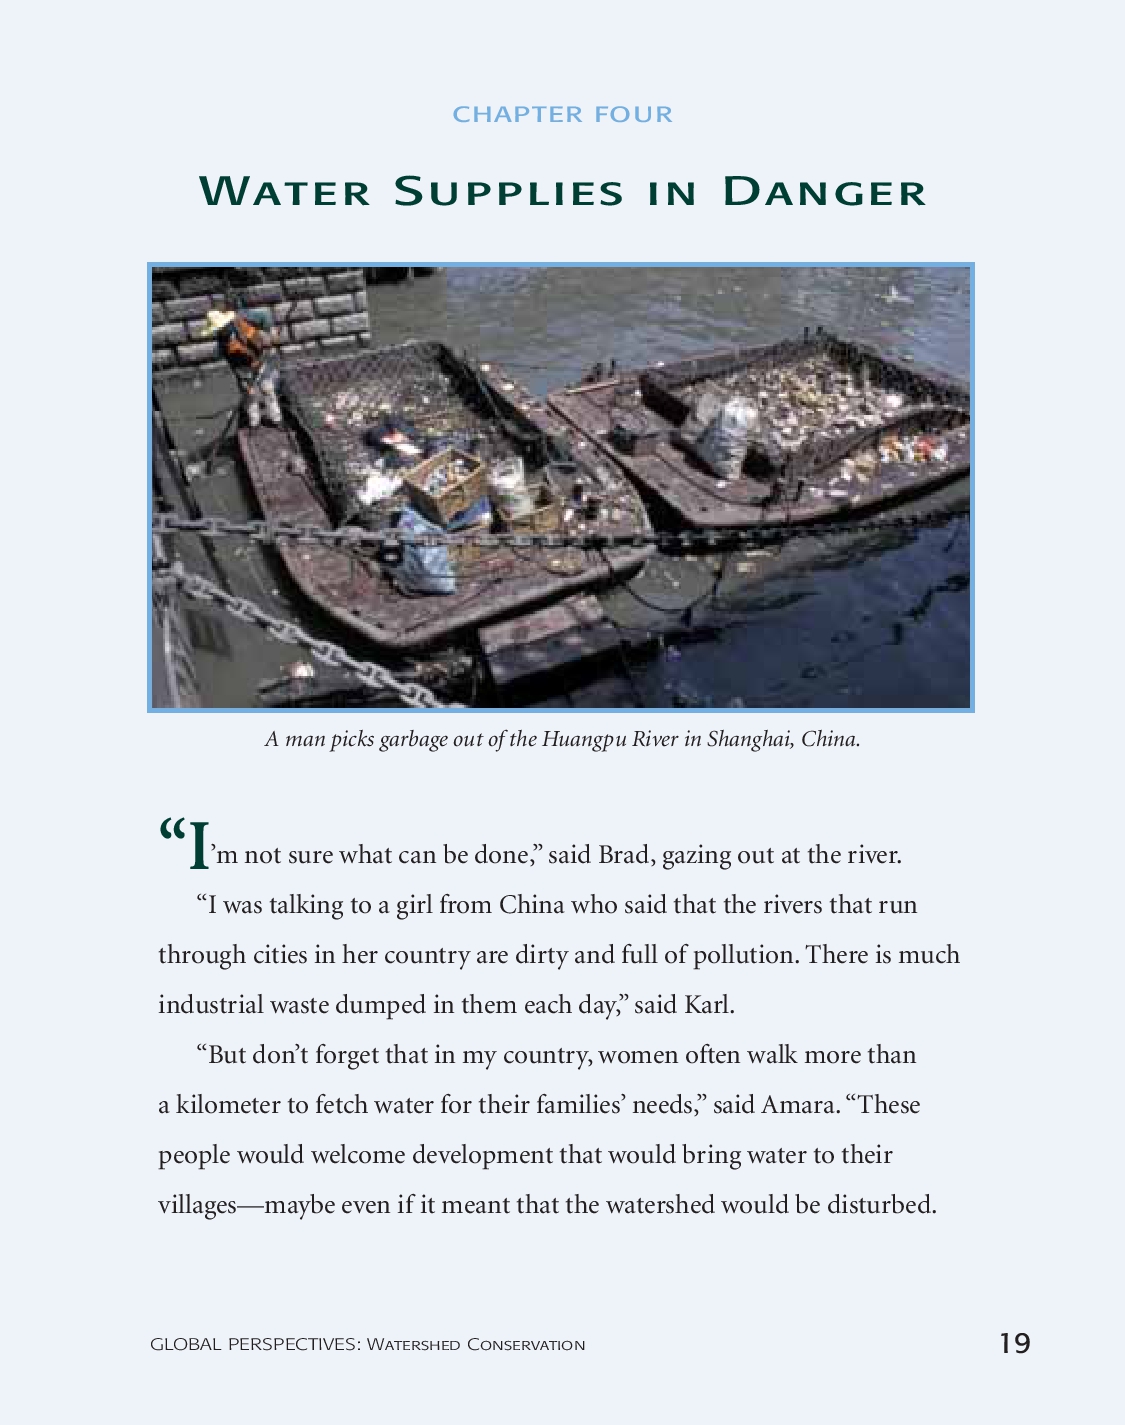 CHAPTER FOUR
WATER SUPPLIES IN DANGER
A man picks garbage out of the Huangpu River in Shanghai, China.
“I’m not sure what can be done,” said Brad, gazing out at the river.
“I was talking to a girl from China who said that the rivers that run
through cities in her country are dirty and full of pollution. There is much
industrial waste dumped in them each day,” said Karl.
“But don’t forget that in my country, women often walk more than
a kilometer to fetch water for their families’ needs,” said Amara. “These
people would welcome development that would bring water to their
villages—maybe even if it meant that the watershed would be disturbed.
GLOBAL PERSPECTIVES: WATERSHED CONSERVATION
19